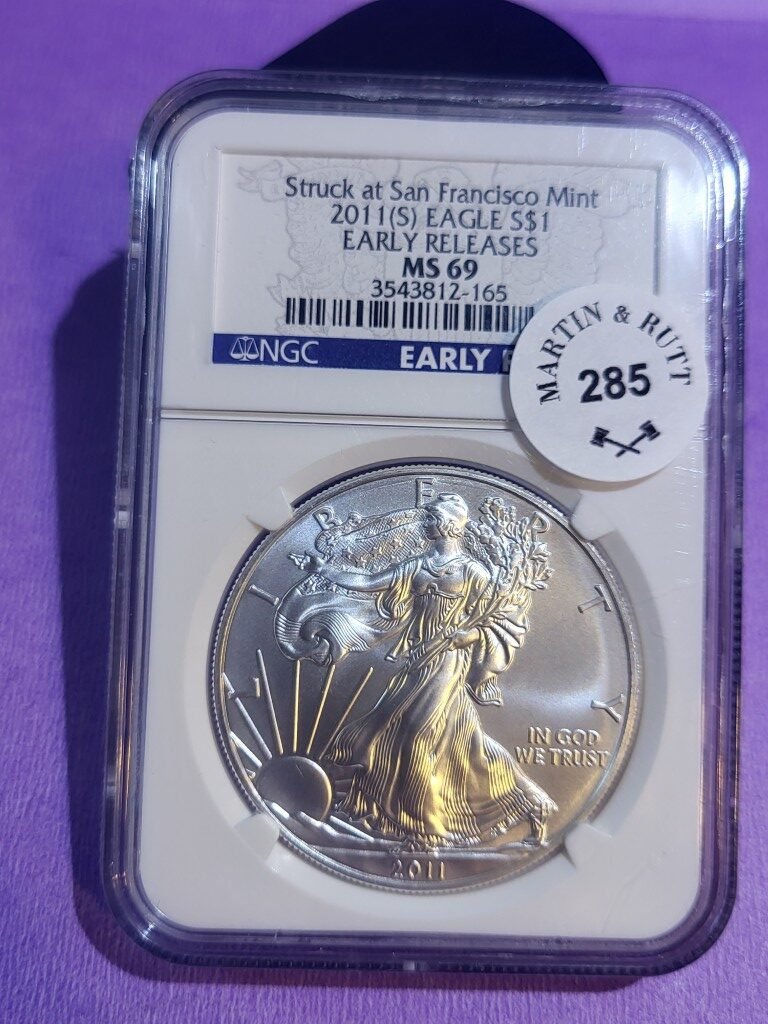 Struck at San Francisco Mint
2011(S) EAGLE S$1
EARLY RELEASES
MS 69
3543812-165
NGC
EARLY
MARTIN & RUTT
285
LIBERTY
IN GOD
WE TRUST
2011